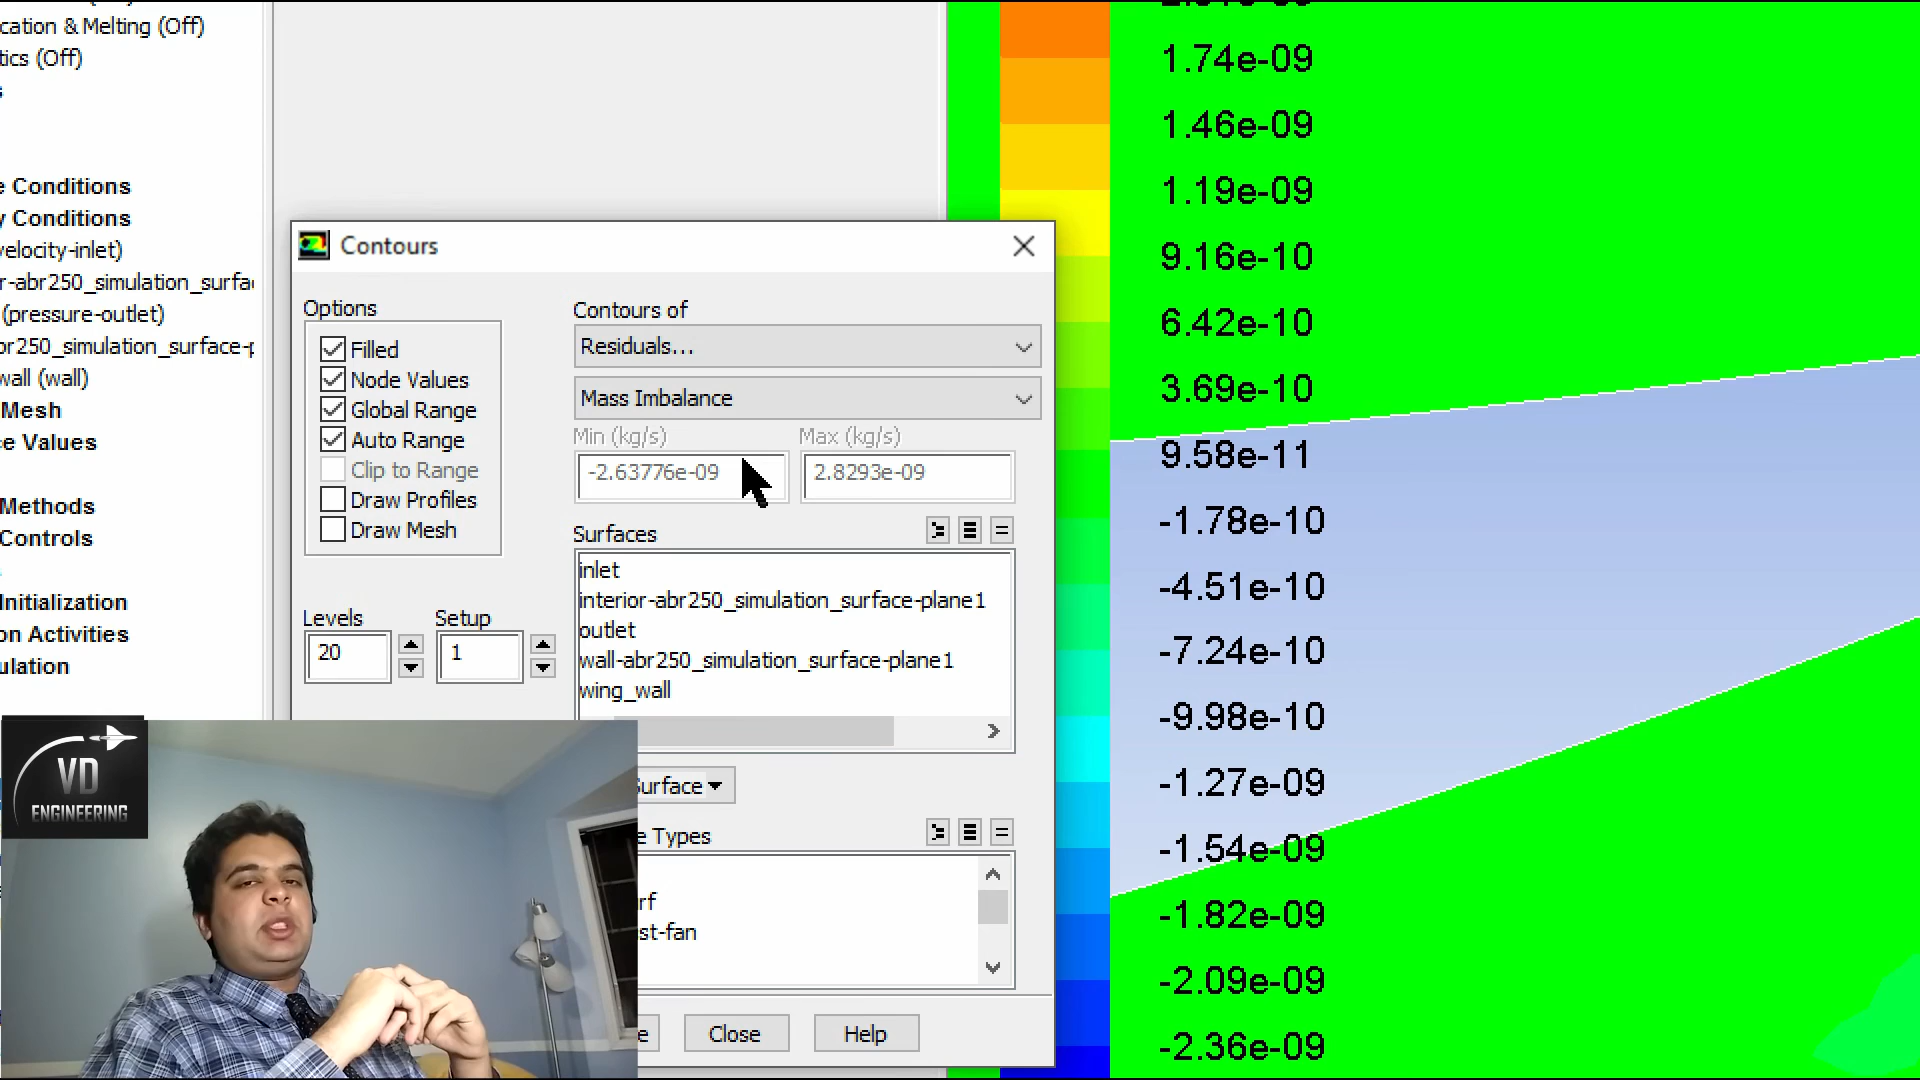 cation & Melting (Off)
tics (Off)
s
e Conditions
y Conditions
velocity-inlet)
r-abr250_simulation_surfa
(pressure-outlet)
br250_simulation_surface-p
wall (wall)
Mesh
e Values
Methods
Controls
Initialization
on Activities
ulation
Contours
Options
Filled
Node Values
Global Range
Auto Range
Clip to Range
Draw Profiles
Draw Mesh
Levels
Setup
20
1
Contours of
Residuals...
Mass Imbalance
Min (kg/s)
Max (kg/s)
-2.63776e-09
2.8293e-09
Surfaces
inlet
interior-abr250_simulation_surface-plane1
outlet
wall-abr250_simulation_surface-plane1
wing_wall
Surface
e Types
rf
st-fan
e
Close
Help
1.74e-09
1.46e-09
1.19e-09
9.16e-10
6.42e-10
3.69e-10
9.58e-11
-1.78e-10
-4.51e-10
-7.24e-10
-9.98e-10
-1.27e-09
-1.54e-09
-1.82e-09
-2.09e-09
-2.36e-09
VD
ENGINEERING